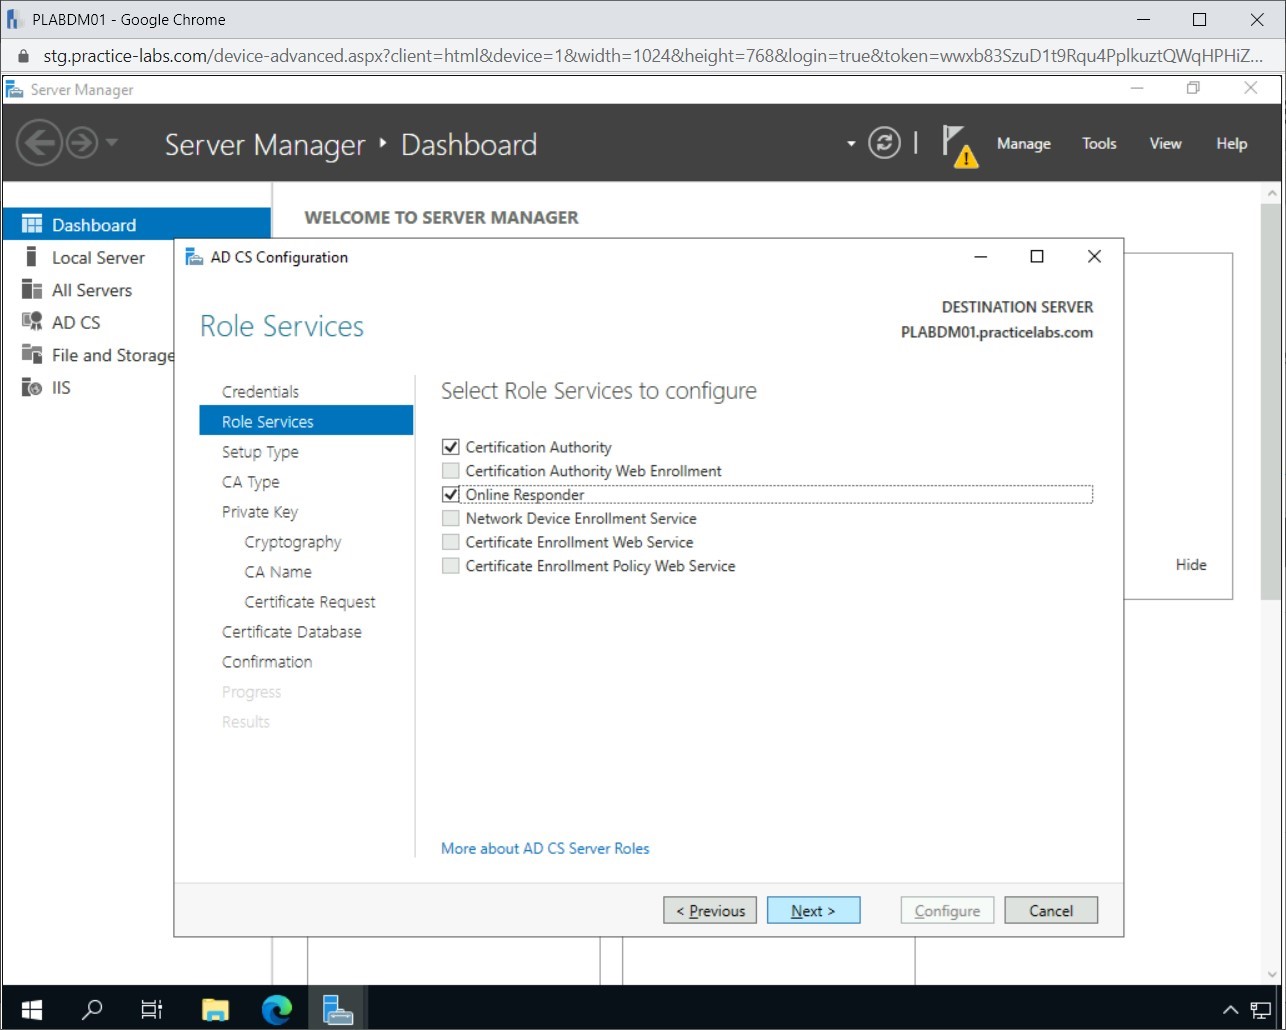 PLABDM01 - Google Chrome
stg.practice-labs.com/device-advanced.aspx?client=html&device=1&width=1024&height=768&login=true&token=wwxb83SzuD1t9Rqu4PplkuztQWqHPHiZ...
Server Manager
Server Manager Dashboard
Manage Tools View Help
Dashboard
Local Server
All Servers
AD CS
File and Storage
IIS
WELCOME TO SERVER MANAGER
Hide
AD CS Configuration
Role Services
DESTINATION SERVER
PLABDM01.practicelabs.com
Credentials
Role Services
Setup Type
CA Type
Private Key
Cryptography
CA Name
Certificate Request
Certificate Database
Confirmation
Progress
Results
Select Role Services to configure
Certification Authority
Certification Authority Web Enrollment
Online Responder
Network Device Enrollment Service
Certificate Enrollment Web Service
Certificate Enrollment Policy Web Service
More about AD CS Server Roles
< Previous Next > Configure Cancel